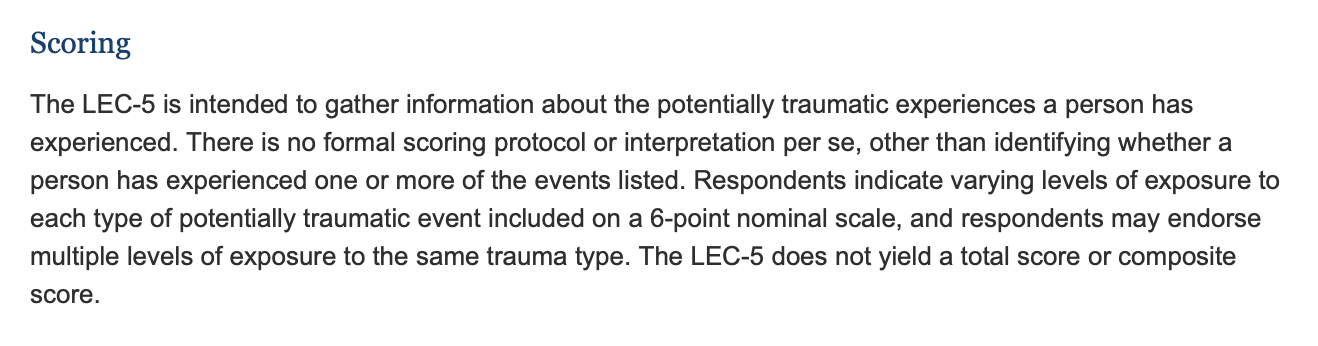 Scoring
The LEC-5 is intended to gather information about the potentially traumatic experiences a person has
experienced. There is no formal scoring protocol or interpretation per se, other than identifying whether a
person has experienced one or more of the events listed. Respondents indicate varying levels of exposure to
each type of potentially traumatic event included on a 6-point nominal scale, and respondents may endorse
multiple levels of exposure to the same trauma type. The LEC-5 does not yield a total score or composite
score.